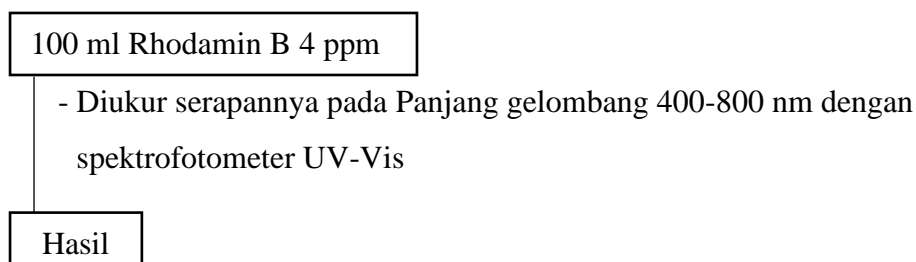 100 ml Rhodamin B 4 ppm
- Diukur serapannya pada Panjang gelombang 400-800 nm dengan
spektrofotometer UV-Vis
Hasil